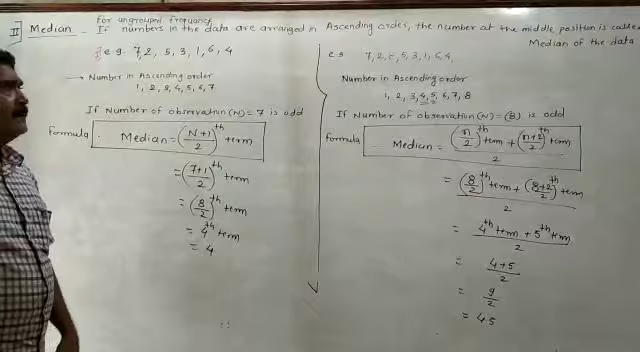 II] Median - for ungrouped frequency
If numbers in the data are arranged in Ascending order, the number at the middle position is called
Median of the data
e.g. 7, 2, 5, 3, 1, 6, 4
→ Number in Ascending order
1, 2, 3, 4, 5, 6, 7
If Number of observation (N) = 7 is odd
formula Median = (N+1/2)th term
= (7+1/2)th term
= (8/2)th term
= 4th term
= 4
e.g 7, 2, 5, 3, 1, 6, 4,
Number in Ascending order
1, 2, 3, 4, 5, 6, 7, 8
If Number of observation (N) = (8) is odd
formula Median = (n/2)th term + (n+2/2)th term / 2
= (8/2)th term + (8+2/2)th term / 2
= 4th term + 5th term / 2
= 4+5 / 2
= 9/2
= 4.5